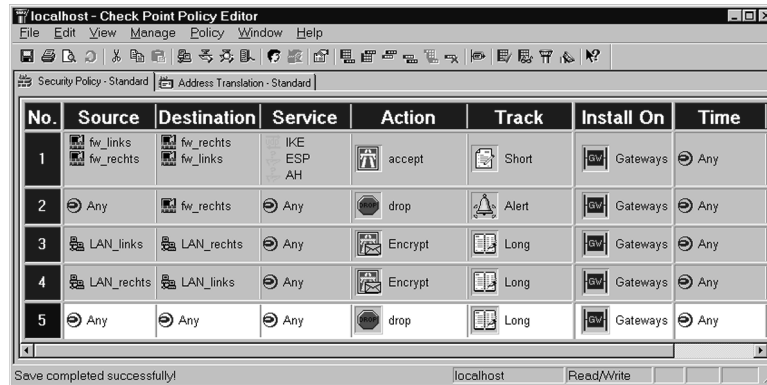 localhost - Check Point Policy Editor
File Edit View Manage Policy Window Help
Security Policy - Standard Address Translation - Standard
No. Source Destination Service Action Track Install On Time
1 fw_links fw_rechts IKE accept Short Gateways Any
fw_rechts fw_links ESP
AH
2 Any fw_rechts Any drop Alert Gateways Any
3 LAN_links LAN_rechts Any Encrypt Long Gateways Any
4 LAN_rechts LAN_links Any Encrypt Long Gateways Any
5 Any Any Any drop Long Gateways Any
Save completed successfully! localhost Read/Write